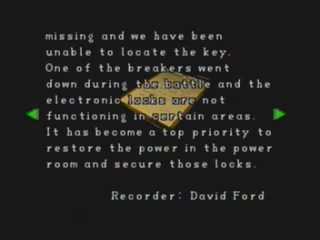 missing and we have been
unable to locate the key.
One of the breakers went
down during the battle and the
electronic locks are not
functioning in certain areas.
It has become a top priority to
restore the power in the power
room and secure those locks.
Recorder: David Ford